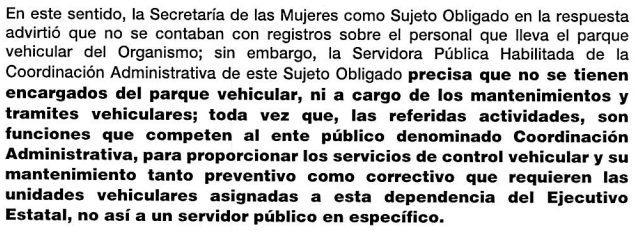 En este sentido, la Secretaría de las Mujeres como Sujeto Obligado en la respuesta
advirtió que no se contaban con registros sobre el personal que lleva el parque
vehicular del Organismo; sin embargo, la Servidora Pública Habilitada de la
Coordinación Administrativa de este Sujeto Obligado precisa que no se tienen
encargados del parque vehicular, ni a cargo de los mantenimientos y
tramites vehiculares; toda vez que, las referidas actividades, son
funciones que competen al ente público denominado Coordinación
Administrativa, para proporcionar los servicios de control vehicular y su
mantenimiento tanto preventivo como correctivo que requieren las
unidades vehiculares asignadas a esta dependencia del Ejecutivo
Estatal, no así a un servidor público en específico.